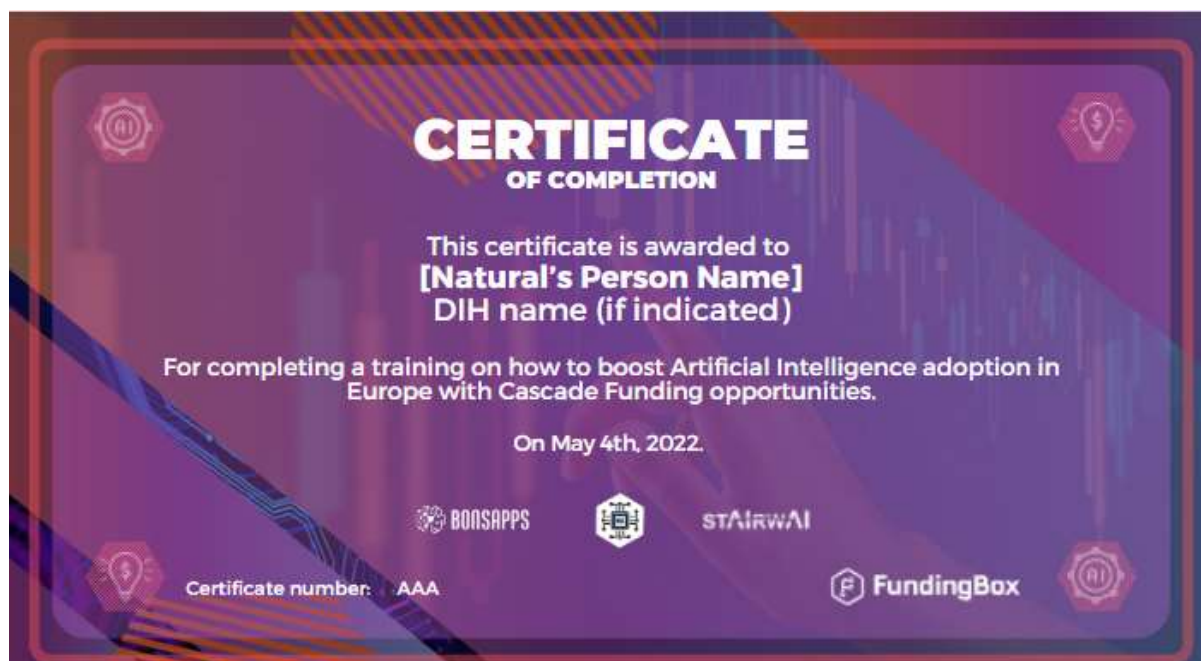 CERTIFICATE
OF COMPLETION
This certificate is awarded to
[Natural's Person Name]
DIH name (if indicated)
For completing a training on how to boost Artificial Intelligence adoption in
Europe with Cascade Funding opportunities.
On May 4th, 2022.
BONSAPPS
STAIRWAI
Certificate number: AAA
FundingBox
AI
$
$
AI